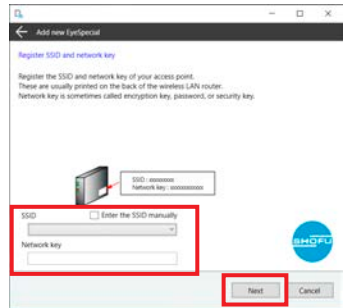 Add new EyeSpecial
Register SSID and network key
Register the SSID and network key of your access point.
These are usually printed on the back of the wireless LAN router.
Network key is sometimes called encryption key, password, or security key.
SSID : xxxxxxxxx
Network key : xxxxxxxxxxxx
SSID
Enter the SSID manually
Network key
SHOFU
Next
Cancel